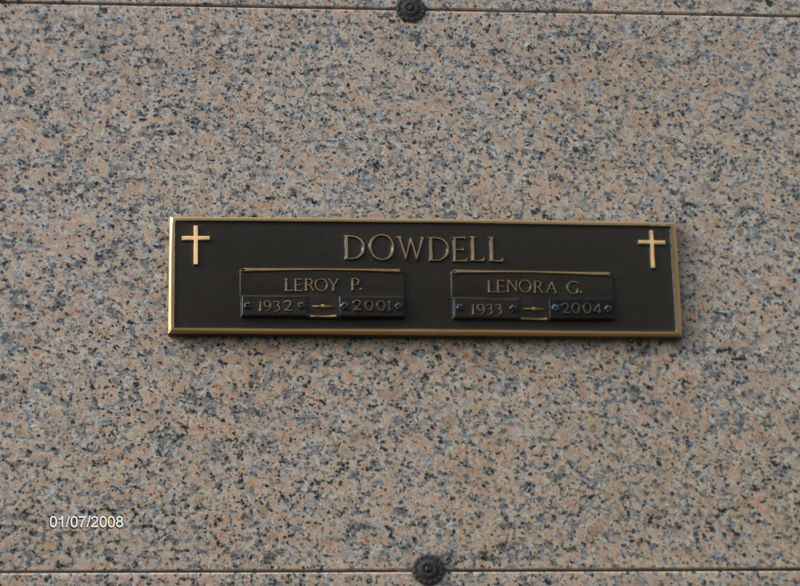 DOWDELL
LEROY P.
1932 2001
LENORA G.
1933 2004
01/07/2008